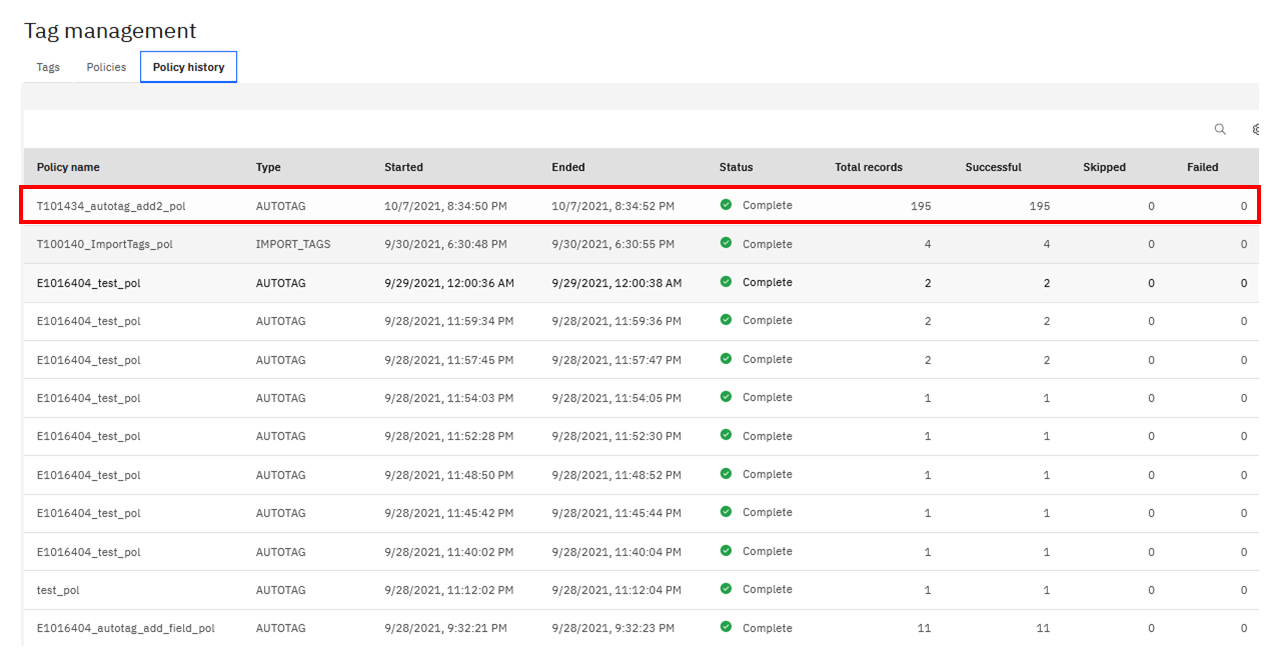 Tag management
Tags Policies Policy history
Policy name Type Started Ended Status Total records Successful Skipped Failed
T101434_autotag_add2_pol AUTOTAG 10/7/2021, 8:34:50 PM 10/7/2021, 8:34:52 PM Complete 195 195 0 0
T100140_ImportTags_pol IMPORT_TAGS 9/30/2021, 6:30:48 PM 9/30/2021, 6:30:55 PM Complete 4 4 0 0
E1016404_test_pol AUTOTAG 9/29/2021, 12:00:36 AM 9/29/2021, 12:00:38 AM Complete 2 2 0 0
E1016404_test_pol AUTOTAG 9/28/2021, 11:59:34 PM 9/28/2021, 11:59:36 PM Complete 2 2 0 0
E1016404_test_pol AUTOTAG 9/28/2021, 11:57:45 PM 9/28/2021, 11:57:47 PM Complete 2 2 0 0
E1016404_test_pol AUTOTAG 9/28/2021, 11:54:03 PM 9/28/2021, 11:54:05 PM Complete 1 1 0 0
E1016404_test_pol AUTOTAG 9/28/2021, 11:52:28 PM 9/28/2021, 11:52:30 PM Complete 1 1 0 0
E1016404_test_pol AUTOTAG 9/28/2021, 11:48:50 PM 9/28/2021, 11:48:52 PM Complete 1 1 0 0
E1016404_test_pol AUTOTAG 9/28/2021, 11:45:42 PM 9/28/2021, 11:45:44 PM Complete 1 1 0 0
E1016404_test_pol AUTOTAG 9/28/2021, 11:40:02 PM 9/28/2021, 11:40:04 PM Complete 1 1 0 0
test_pol AUTOTAG 9/28/2021, 11:12:02 PM 9/28/2021, 11:12:04 PM Complete 1 1 0 0
E1016404_autotag_add_field_pol AUTOTAG 9/28/2021, 9:32:21 PM 9/28/2021, 9:32:23 PM Complete 11 11 0 0